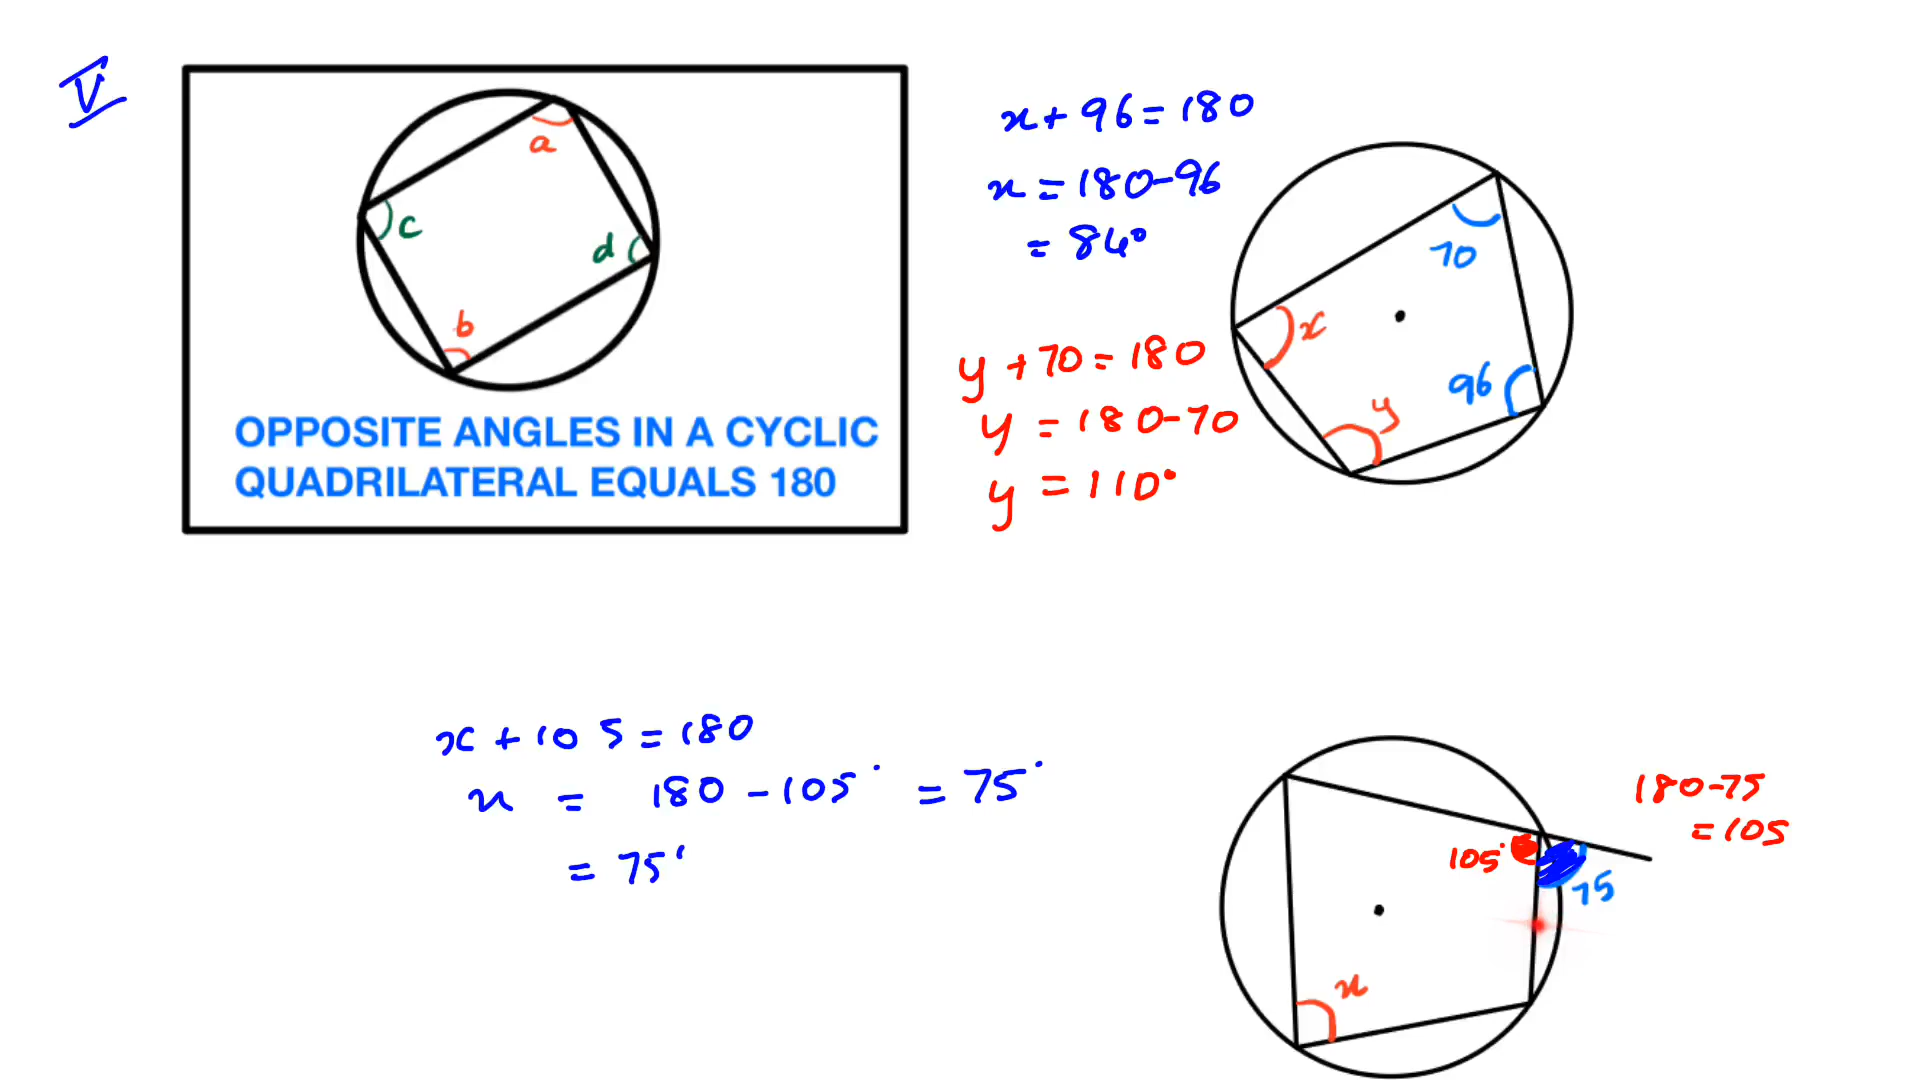 V
a
c
d
b
OPPOSITE ANGLES IN A CYCLIC
QUADRILATERAL EQUALS 180
x + 96 = 180
x = 180 - 96
= 84°
y + 70 = 180
y = 180 - 70
y = 110°
70
x
96
y
x + 105 = 180
x = 180 - 105° = 75°
= 75°
180 - 75
= 105
105°
75
x